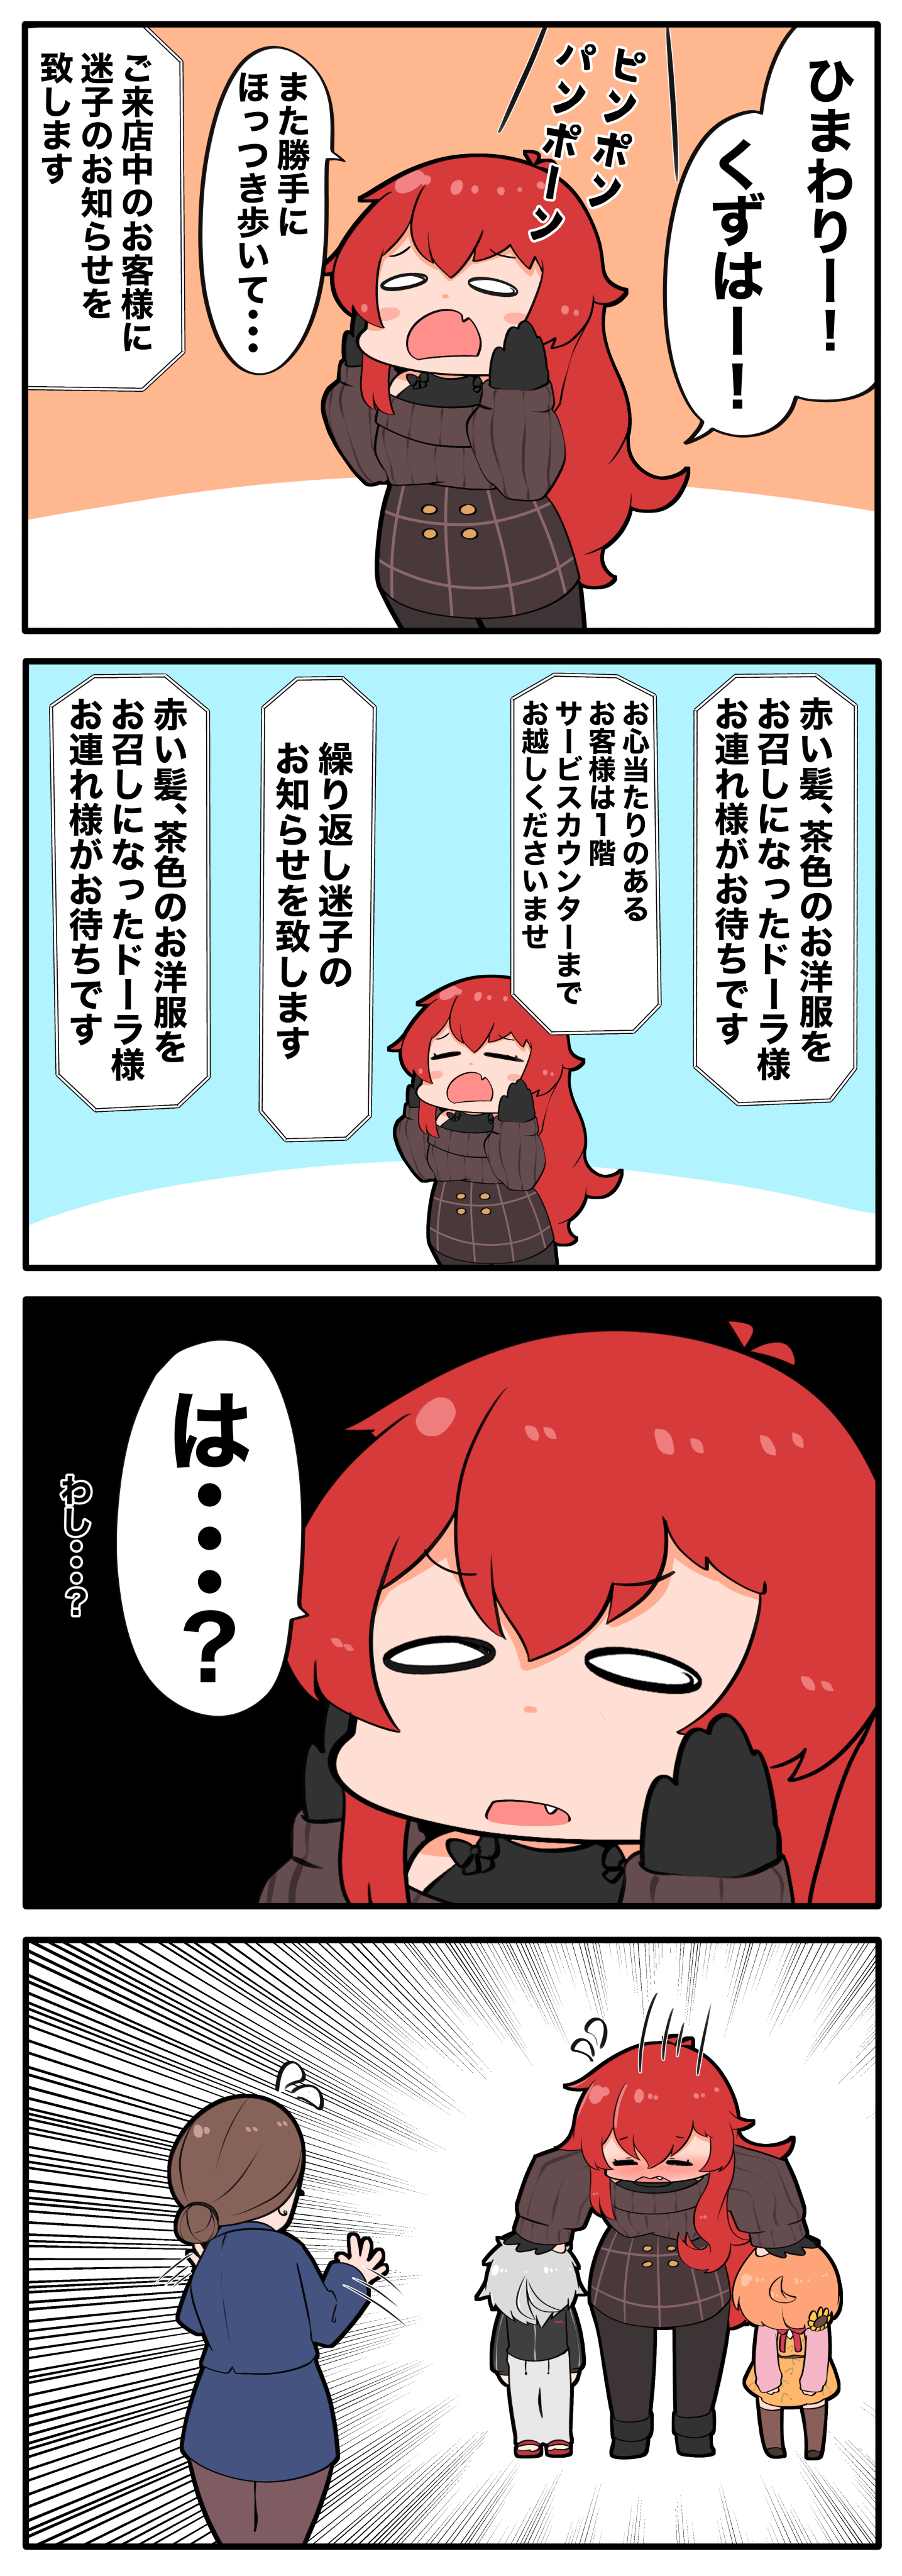 ひまわりー！
くずはー！
ピンポン
パンポーン
また勝手に
ほっつき歩いて・・・
ご来店中のお客様に
迷子のお知らせを
致します
赤い髪、茶色のお洋服を
お召しになったドーラ様
お連れ様がお待ちです
お心当たりのある
お客様は1階
サービスカウンターまで
お越しくださいませ
繰り返し迷子の
お知らせを致します
赤い髪、茶色のお洋服を
お召しになったドーラ様
お連れ様がお待ちです
は・・・？
わし・・・？